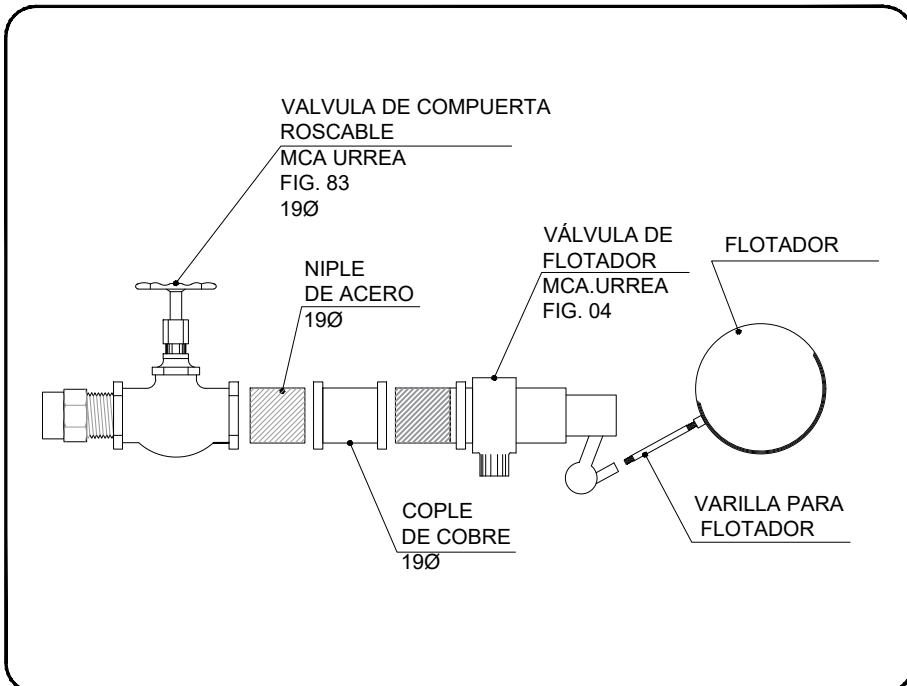 VALVULA DE COMPUERTA
ROSCABLE
MCA URREA
FIG. 83
19Ø
NIPLE
DE ACERO
19Ø
VÁLVULA DE
FLOTADOR
MCA.URREA
FIG. 04
FLOTADOR
COPLE
DE COBRE
19Ø
VARILLA PARA
FLOTADOR